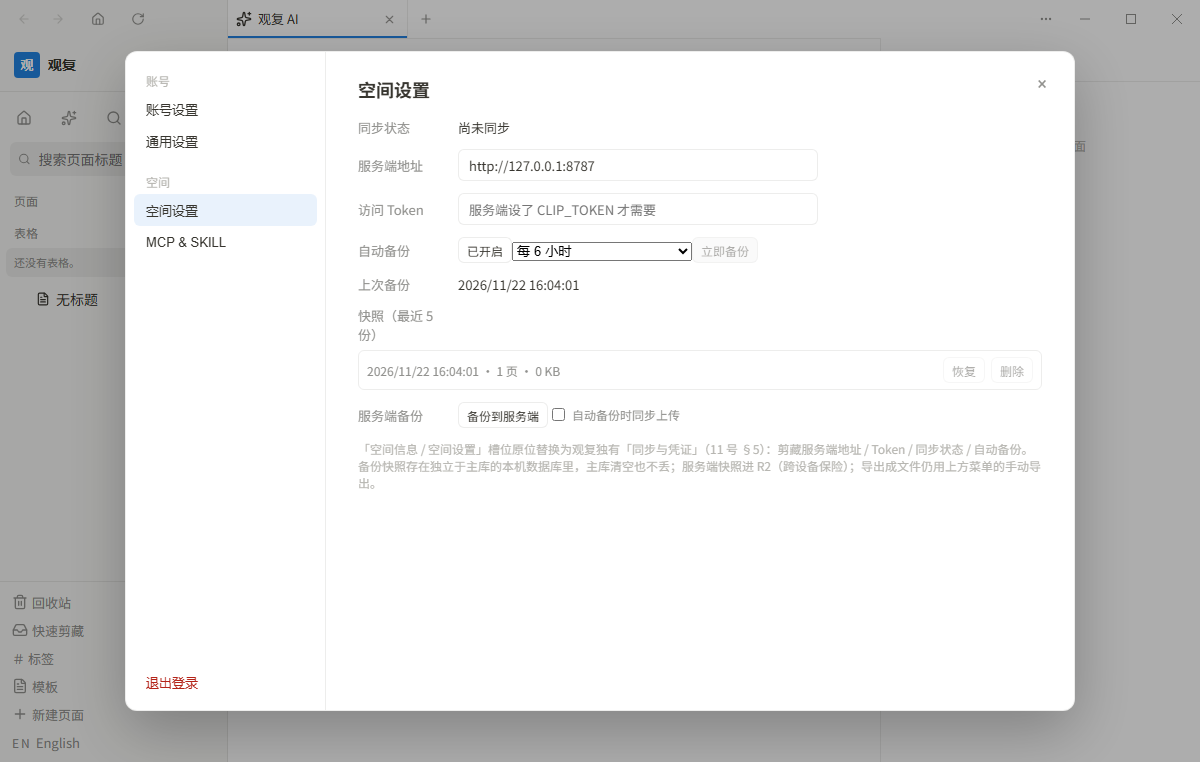 观复 AI
观 观复
搜索页面标题
页面
表格
还没有表格。
无标题
回收站
快速剪藏
# 标签
模板
新建页面
EN English
账号
账号设置
通用设置
空间
空间设置
MCP & SKILL
退出登录
空间设置
同步状态 尚未同步
服务端地址 http://127.0.0.1:8787
访问 Token 服务端设了 CLIP_TOKEN 才需要
自动备份 已开启 每 6 小时 立即备份
上次备份 2026/11/22 16:04:01
快照（最近 5
份）
2026/11/22 16:04:01 · 1 页 · 0 KB 恢复 删除
服务端备份 备份到服务端 自动备份时同步上传
「空间信息 / 空间设置」槽位原位替换为观复独有「同步与凭证」（11 号 §5）：剪藏服务端地址 / Token / 同步状态 / 自动备份。
备份快照存在独立于主库的本机数据库里，主库清空也不丢；服务端快照进 R2（跨设备保险）；导出成文件仍用上方菜单的手动导
出。
面